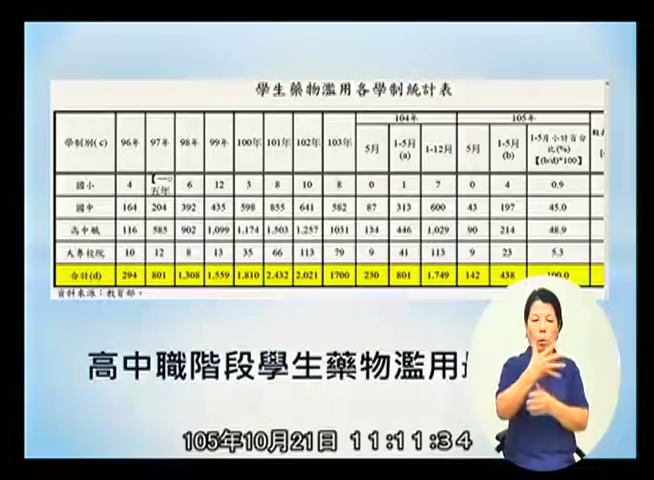 學生藥物濫用各學制統計表
104年 105年
學制別(c) 96年 97年 98年 99年 100年 101年 102年 103年 5月 1-5月(a) 1-12月 5月 1-5月(b) 1-5月小計百分比(%)【(b/d)*100】
國小 4 6 12 3 8 10 8 0 1 7 0 4 0.9
國中 164 204 392 435 598 855 641 582 87 313 600 43 197 45.0
高中職 116 585 902 1,099 1,174 1,503 1,257 1031 134 446 1,029 90 214 48.9
大專校院 10 12 8 13 35 66 113 79 9 41 113 9 23 5.3
合計(d) 294 801 1,308 1,559 1,810 2,432 2,021 1700 230 801 1,749 142 438 100.0
資料來源：教育部。
高中職階段學生藥物濫用
105年10月21日 11:11:34